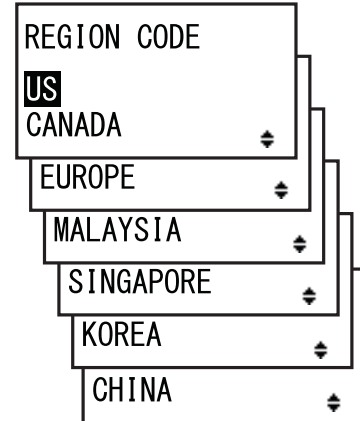 REGION CODE
US
CANADA
EUROPE
MALAYSIA
SINGAPORE
KOREA
CHINA